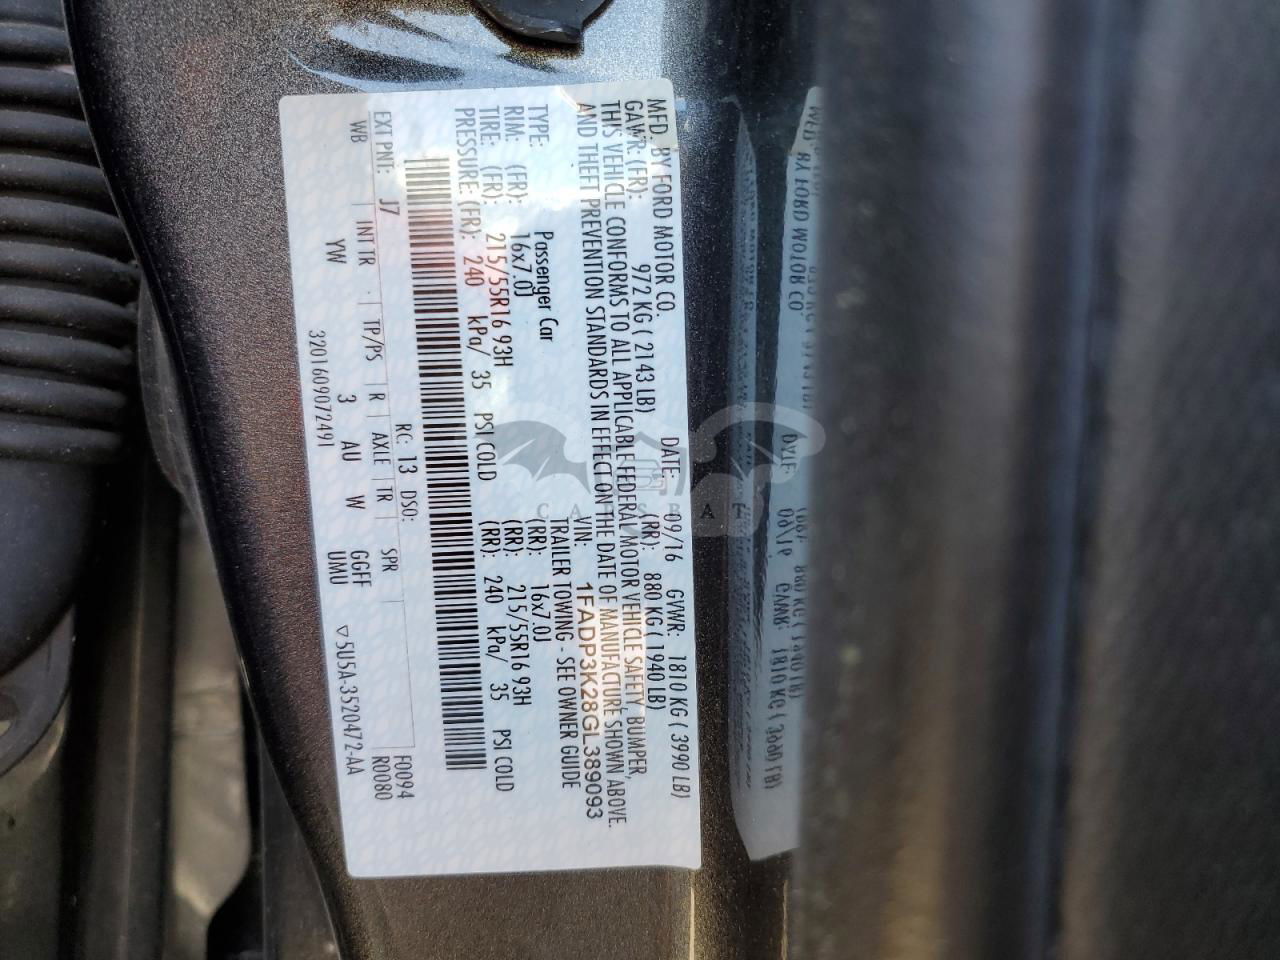 MFD. BY FORD MOTOR CO.
DATE: 09/16 GVWR: 1810 KG ( 3990 LB)
GAWR: (FR): 972 KG ( 2143 LB) (RR): 880 KG ( 1940 LB)
THIS VEHICLE CONFORMS TO ALL APPLICABLE FEDERAL MOTOR VEHICLE SAFETY, BUMPER,
AND THEFT PREVENTION STANDARDS IN EFFECT ON THE DATE OF MANUFACTURE SHOWN ABOVE.
VIN: 1FADP3K28GL389093
TYPE: Passenger Car TRAILER TOWING - SEE OWNER GUIDE
RIM: (FR): 16x7.0J (RR): 16x7.0J
TIRE: (FR): 215/55R16 93H (RR): 215/55R16 93H
PRESSURE: (FR): 240 kPa/ 35 PSI COLD (RR): 240 kPa/ 35 PSI COLD
RC: 13 DSO: F0094
EXT PNT: J7 R0080
INT TR TP/PS R AXLE TR SPR
WB YW 3 AU W GGFF
UMU
3201609072491 ▽5U5A-3520472-AA